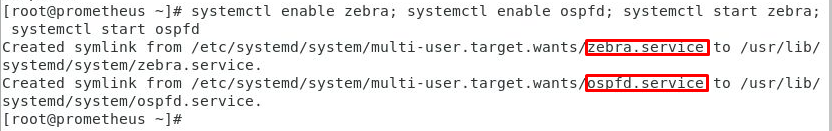 [root@prometheus ~]# systemctl enable zebra; systemctl enable ospfd; systemctl start zebra;
systemctl start ospfd
Created symlink from /etc/systemd/system/multi-user.target.wants/zebra.service to /usr/lib/
systemd/system/zebra.service.
Created symlink from /etc/systemd/system/multi-user.target.wants/ospfd.service to /usr/lib/
systemd/system/ospfd.service.
[root@prometheus ~]#